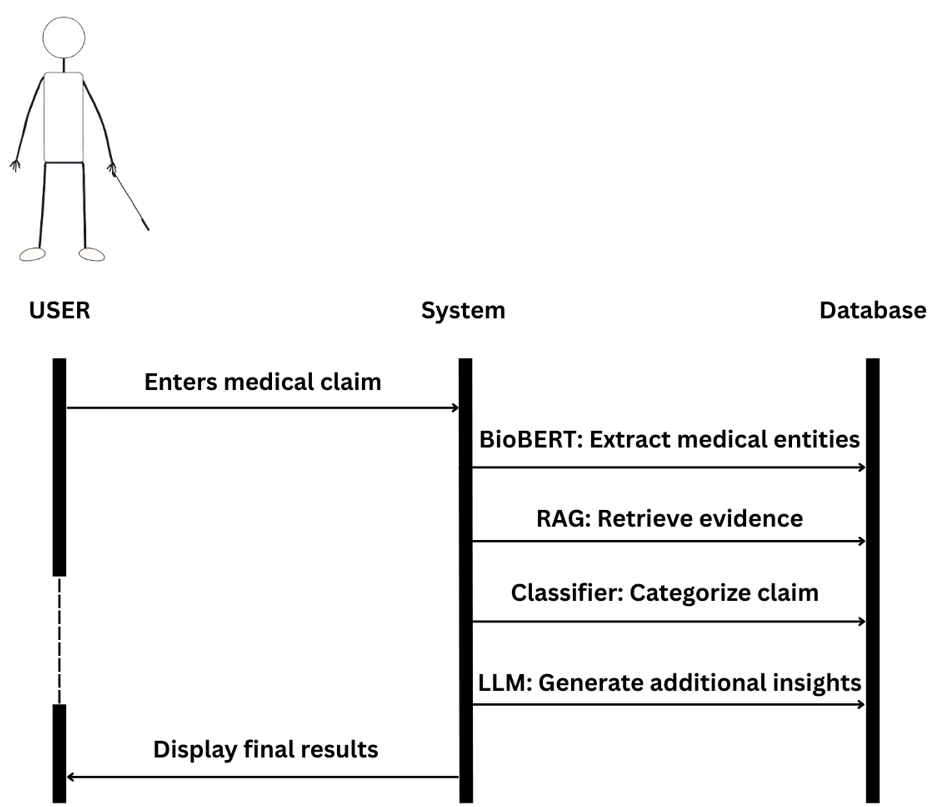 USER
System
Database
Enters medical claim
BioBERT: Extract medical entities
RAG: Retrieve evidence
Classifier: Categorize claim
LLM: Generate additional insights
Display final results